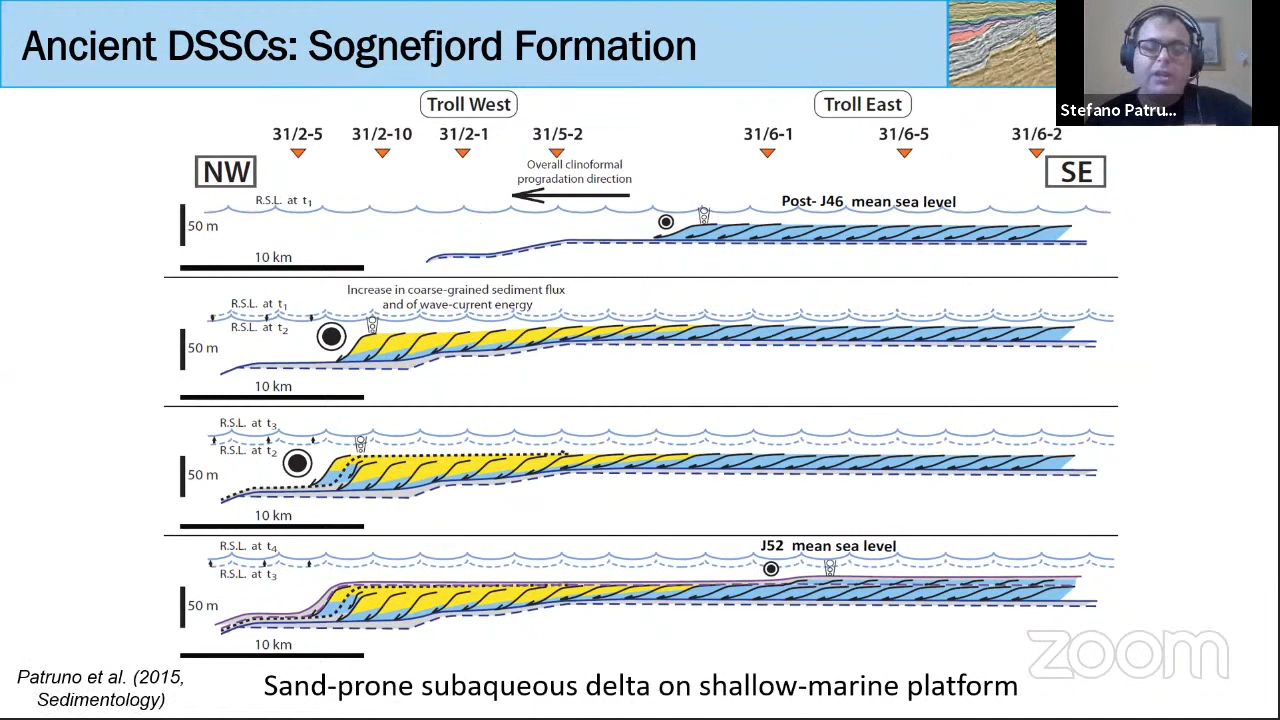 Ancient DSSCs: Sognefjord Formation
Stefano Patru...
Troll West
Troll East
31/2-5
31/2-10
31/2-1
31/5-2
31/6-1
31/6-5
31/6-2
NW
Overall clinoformal
progradation direction
SE
R.S.L. at t1
Post- J46 mean sea level
50 m
10 km
Increase in coarse-grained sediment flux
and of wave-current energy
R.S.L. at t1
R.S.L. at t2
50 m
10 km
R.S.L. at t3
R.S.L. at t2
50 m
10 km
R.S.L. at t4
J52 mean sea level
R.S.L. at t3
50 m
10 km
zoom
Patruno et al. (2015,
Sedimentology)
Sand-prone subaqueous delta on shallow-marine platform